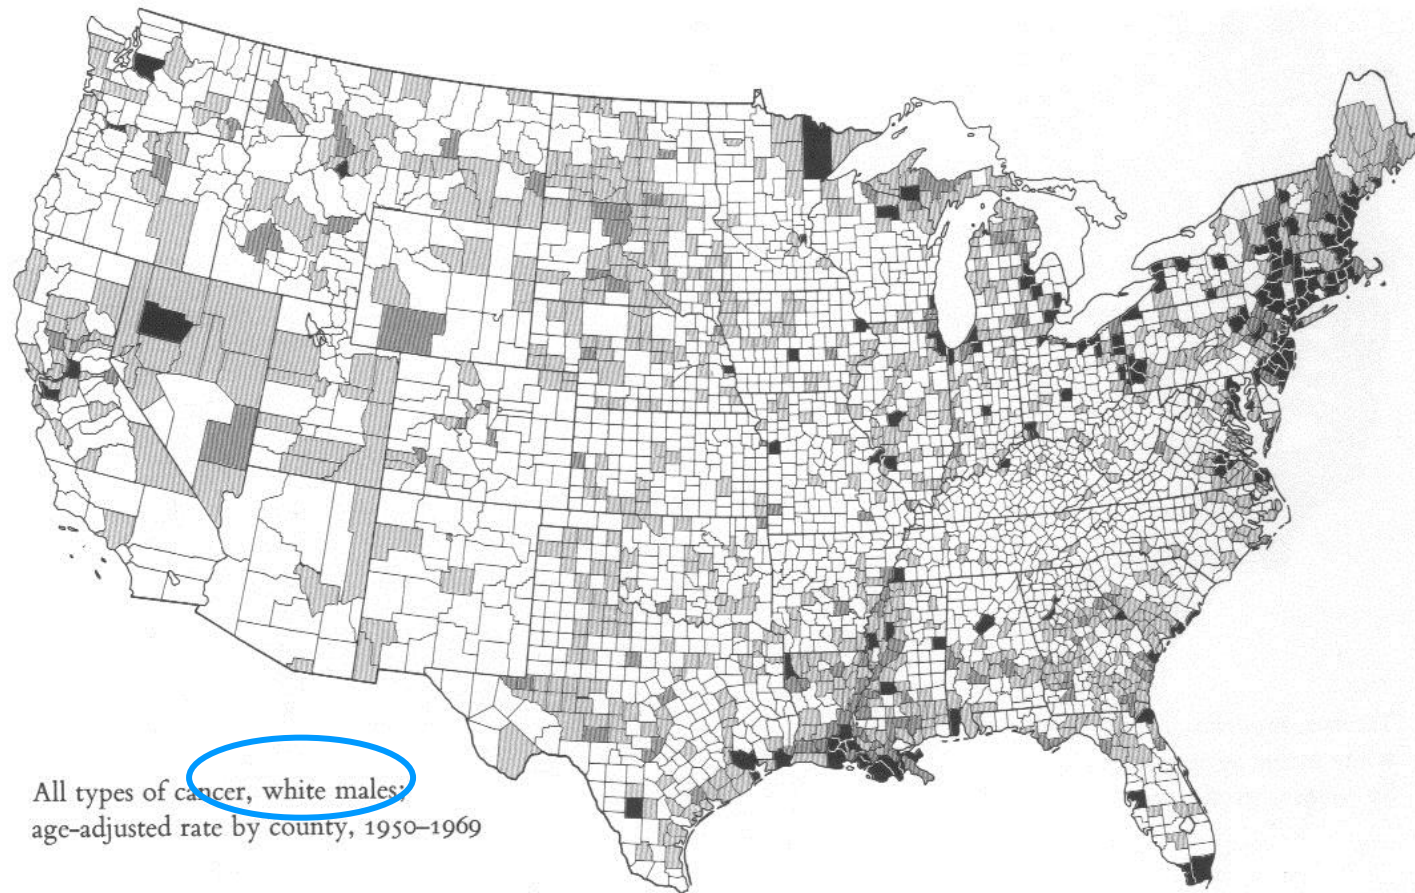 All types of cancer, white males;
age-adjusted rate by county, 1950–1969